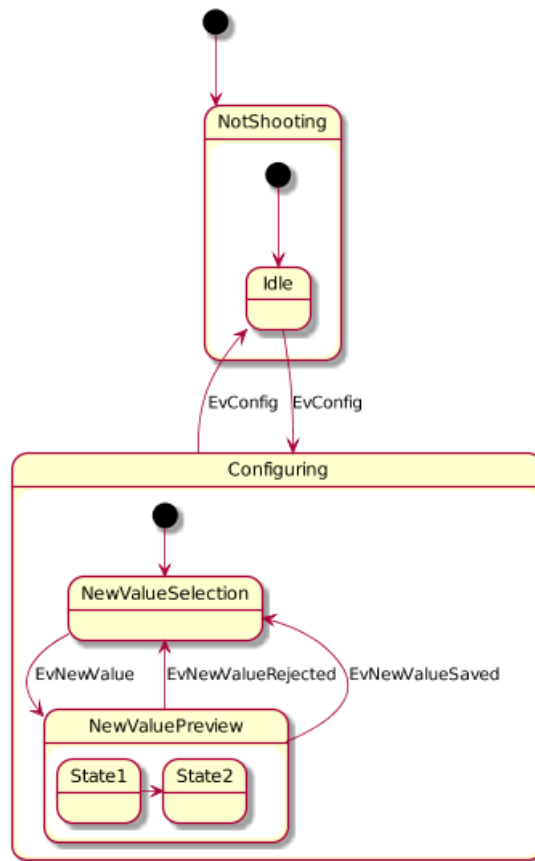 NotShooting
Idle
EvConfig EvConfig
Configuring
NewValueSelection
EvNewValue EvNewValueRejected EvNewValueSaved
NewValuePreview
State1 State2